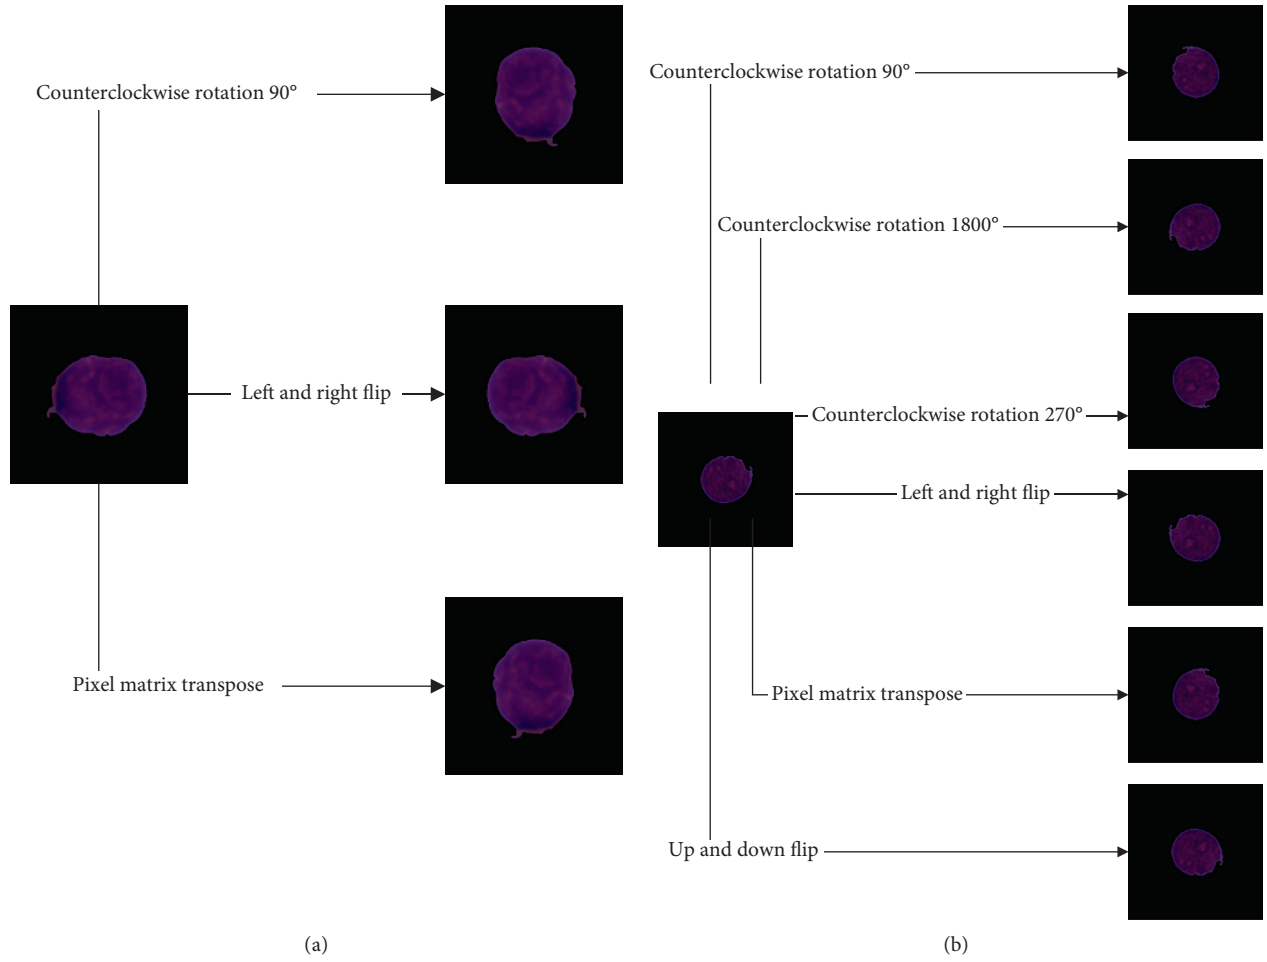 Counterclockwise rotation 90°
Left and right flip
Pixel matrix transpose
(a)
Counterclockwise rotation 90°
Counterclockwise rotation 1800°
Counterclockwise rotation 270°
Left and right flip
Pixel matrix transpose
Up and down flip
(b)